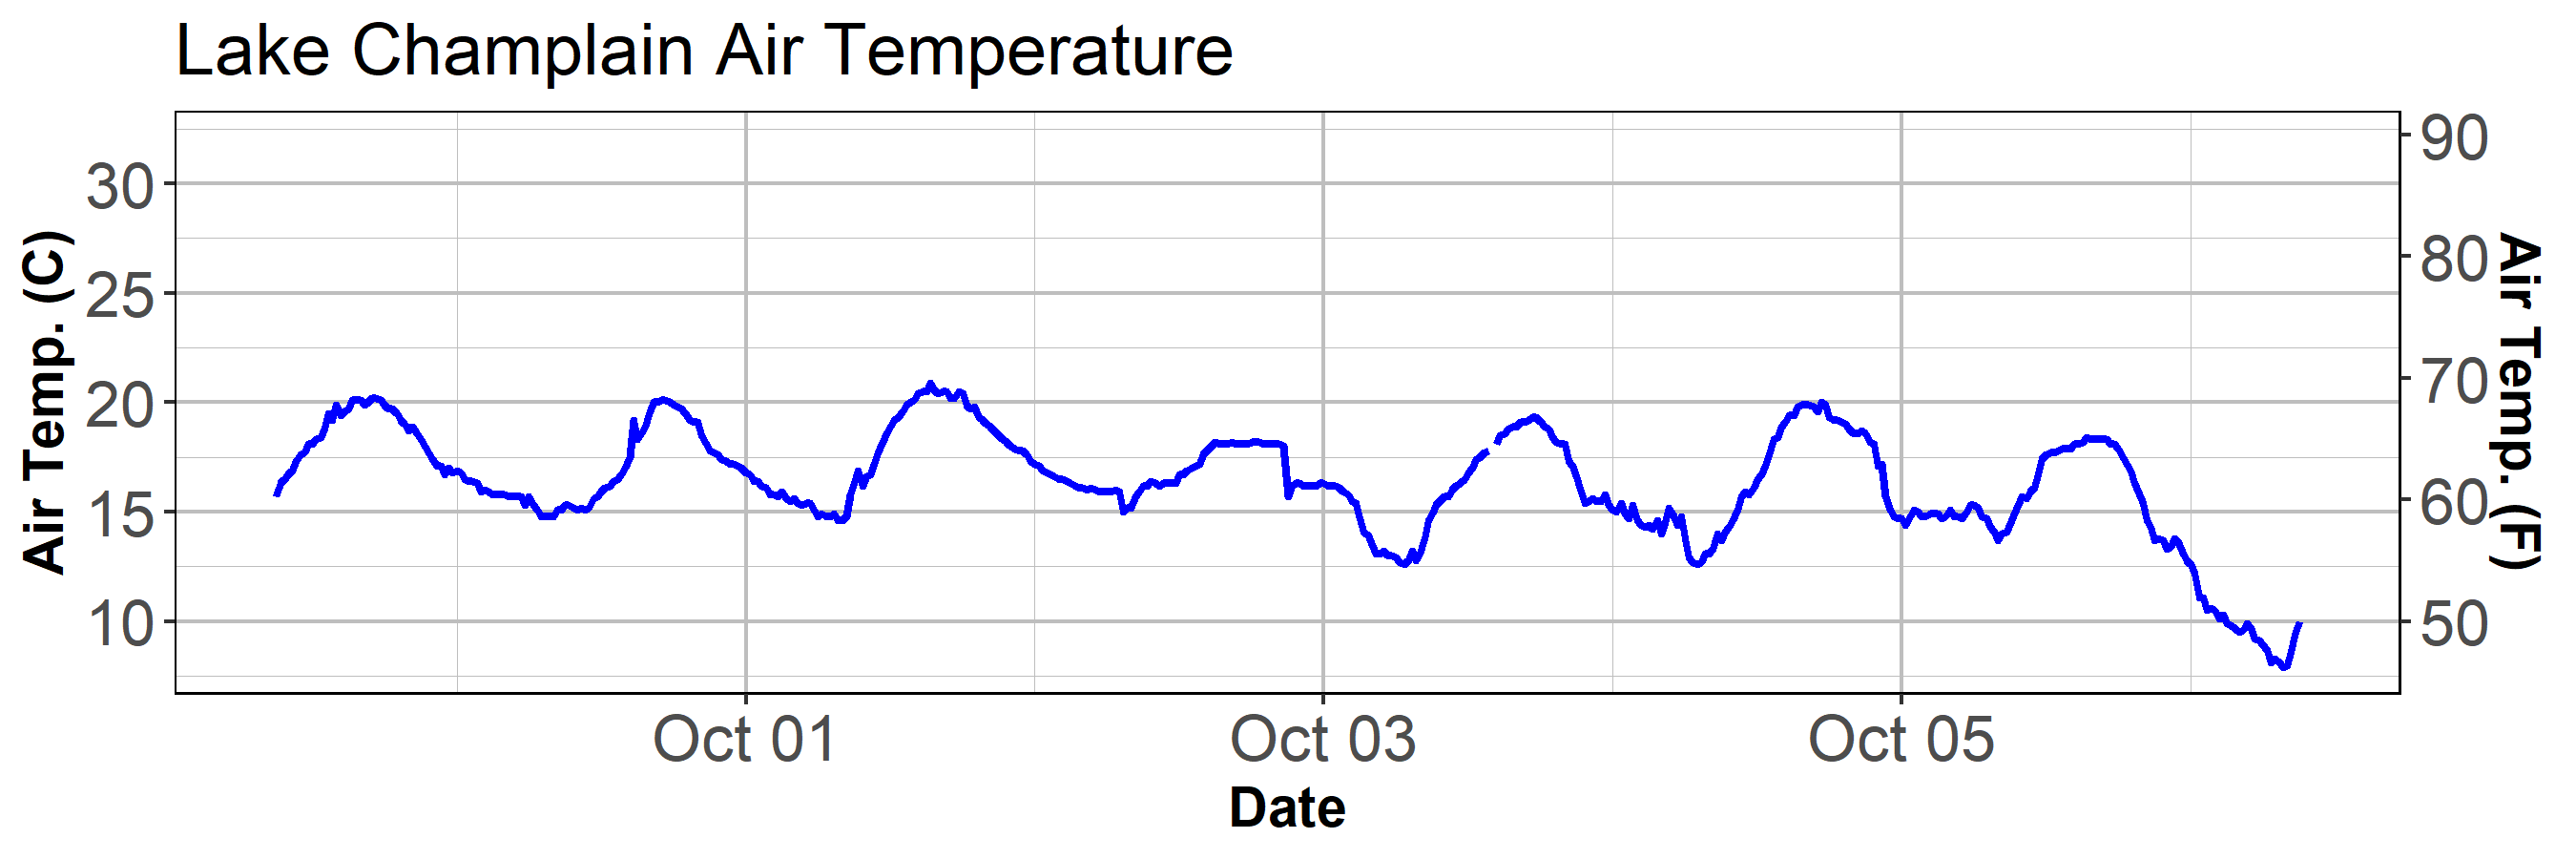 Lake Champlain Air Temperature
Air Temp. (C)
30
25
20
15
10
90
80
70
60
50
Air Temp. (F)
Oct 01
Oct 03
Oct 05
Date